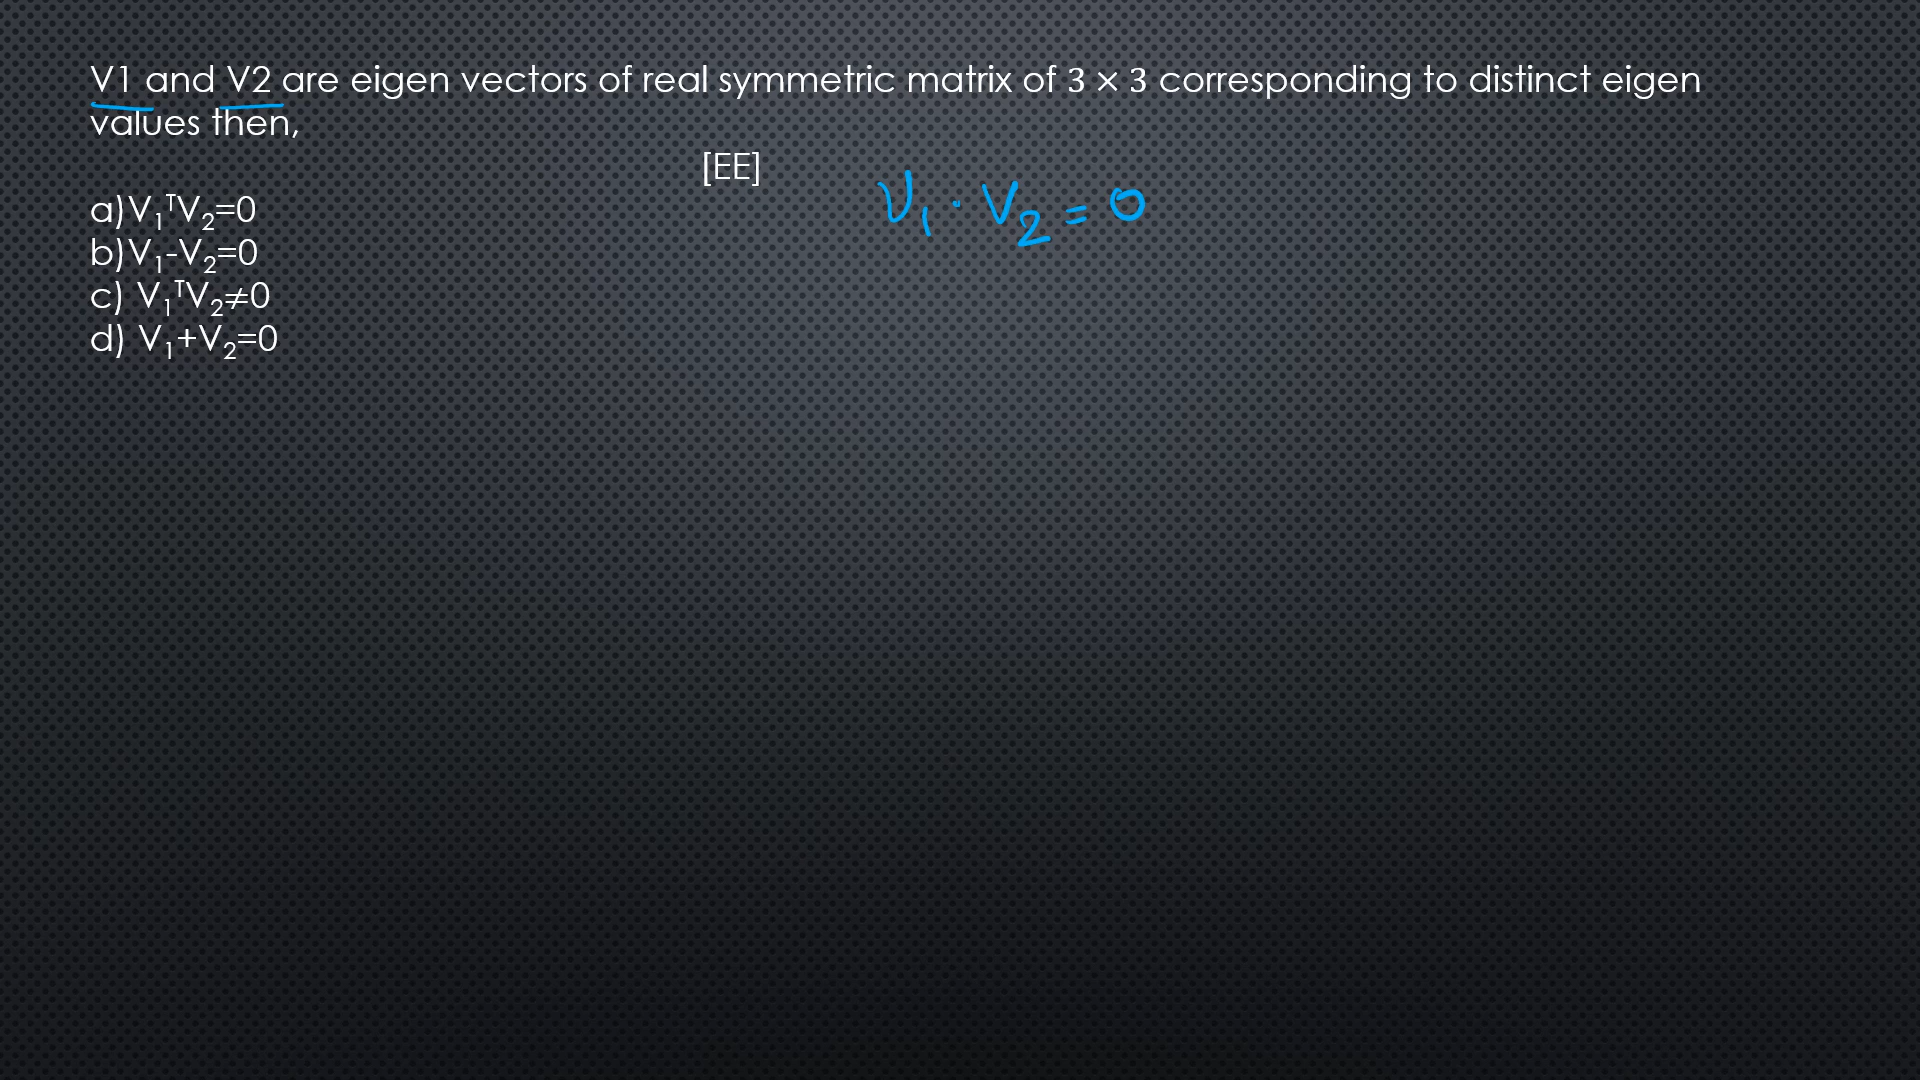 V1 and V2 are eigen vectors of real symmetric matrix of 3 × 3 corresponding to distinct eigen
values then,
[EE]
V₁ · V₂ = 0
a)V₁ᵀV₂=0
b)V₁-V₂=0
c) V₁ᵀV₂≠0
d) V₁+V₂=0